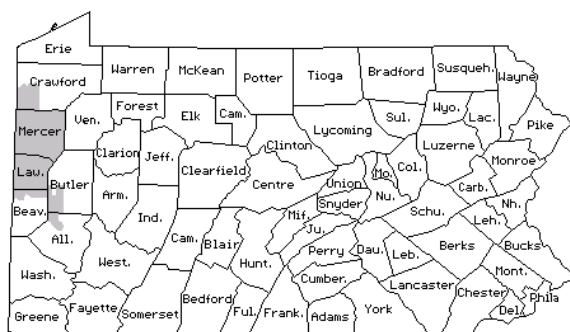 Erie
Crawford
Warren
McKean
Potter
Tioga
Bradford
Susqueh.
Wayne
Mercer
Ven.
Forest
Elk
Cam.
Clinton
Lycoming
Sul.
Wyo.
Lac.
Pike
Law.
Butler
Clarion
Jeff.
Clearfield
Centre
Union
Mo.
Col.
Luzerne
Monroe
Beav.
Arm.
Ind.
Snyder
Nu.
Schu.
Carb.
Nh.
All.
West.
Cam.
Blair
Hunt.
Mif.
Ju.
Perry
Dau.
Leb.
Berks
Leh.
Bucks
Wash.
Cumber.
Lancaster
Mont.
Greene
Fayette
Somerset
Bedford
Ful.
Frank.
Adams
York
Chester
Del.
Phila